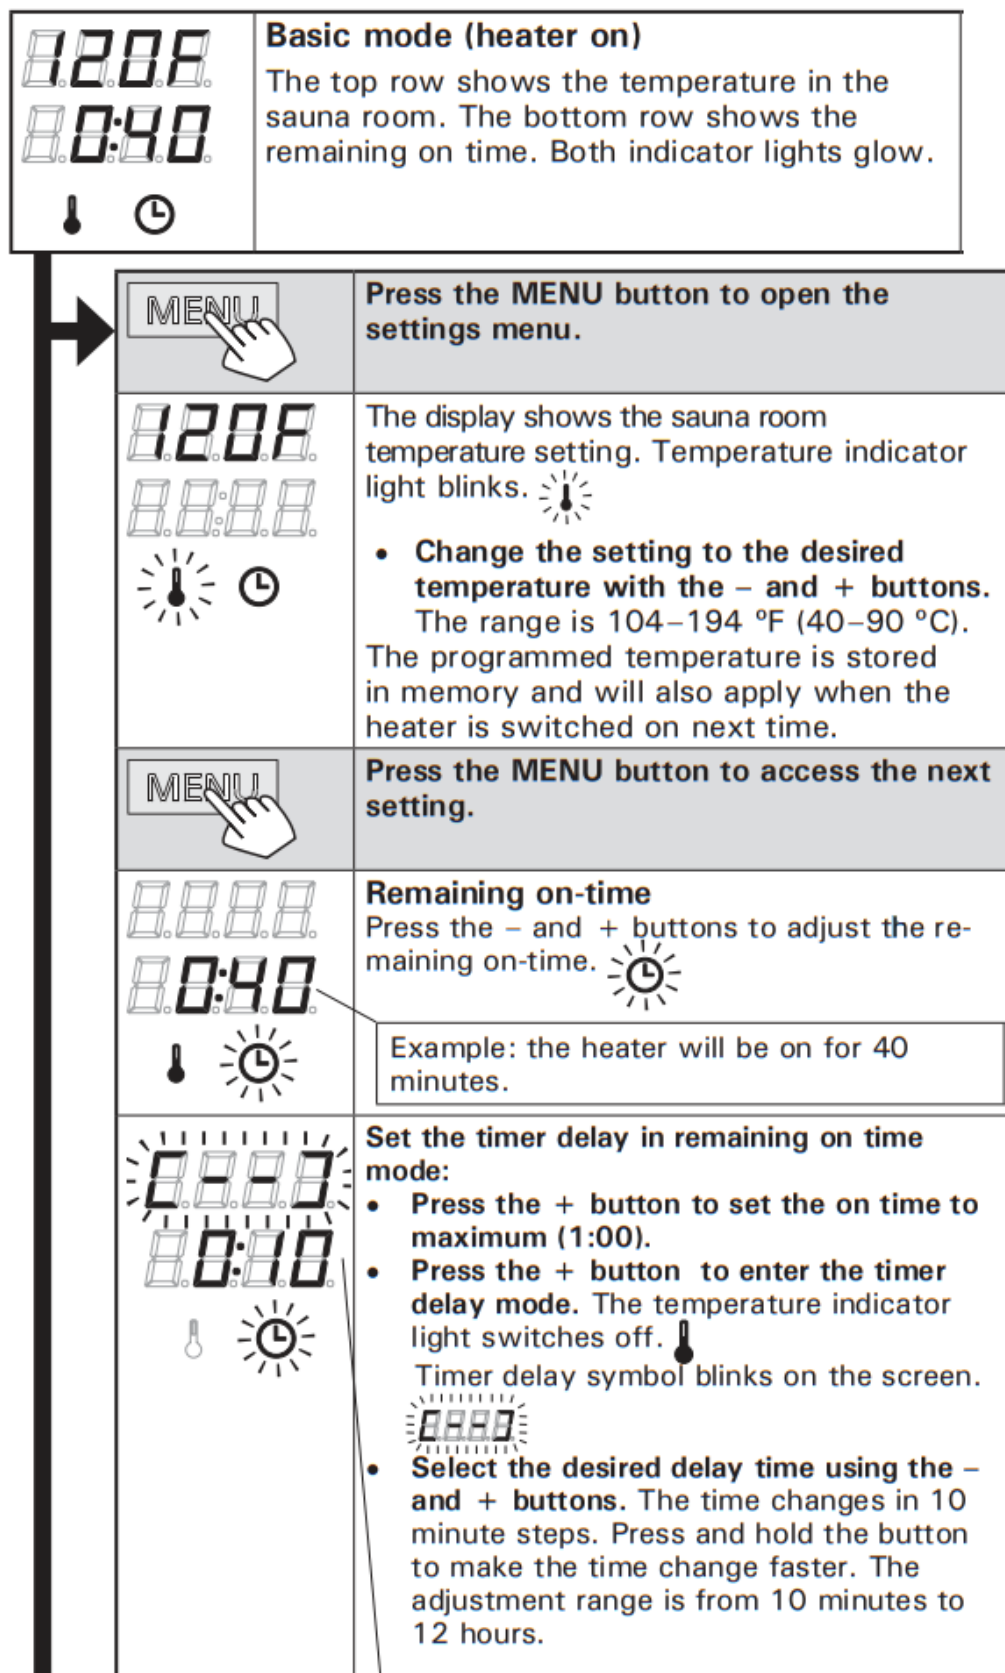 120F
0:40
Basic mode (heater on)
The top row shows the temperature in the
sauna room. The bottom row shows the
remaining on time. Both indicator lights glow.
MENU
Press the MENU button to open the
settings menu.
120F
The display shows the sauna room
temperature setting. Temperature indicator
light blinks.
• Change the setting to the desired
temperature with the – and + buttons.
The range is 104–194 ºF (40–90 ºC).
The programmed temperature is stored
in memory and will also apply when the
heater is switched on next time.
MENU
Press the MENU button to access the next
setting.
0:40
Remaining on-time
Press the – and + buttons to adjust the re-
maining on-time.
Example: the heater will be on for 40
minutes.
[--]
0:10
Set the timer delay in remaining on time
mode:
• Press the + button to set the on time to
maximum (1:00).
• Press the + button to enter the timer
delay mode. The temperature indicator
light switches off.
Timer delay symbol blinks on the screen.
[--]
• Select the desired delay time using the –
and + buttons. The time changes in 10
minute steps. Press and hold the button
to make the time change faster. The
adjustment range is from 10 minutes to
12 hours.